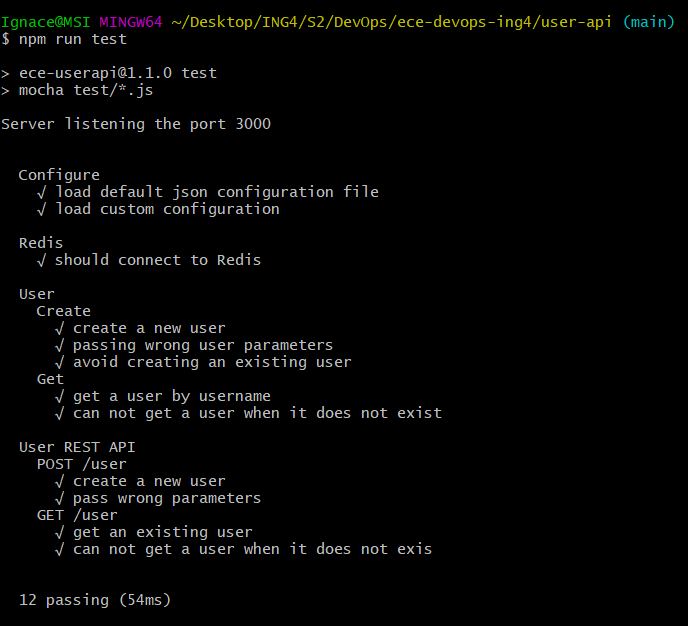 Ignace@MSI MINGW64 ~/Desktop/ING4/S2/DevOps/ece-devops-ing4/user-api (main)
$ npm run test
> ece-userapi@1.1.0 test
> mocha test/*.js
Server listening the port 3000
Configure
√ load default json configuration file
√ load custom configuration
Redis
√ should connect to Redis
User
Create
√ create a new user
√ passing wrong user parameters
√ avoid creating an existing user
Get
√ get a user by username
√ can not get a user when it does not exist
User REST API
POST /user
√ create a new user
√ pass wrong parameters
GET /user
√ get an existing user
√ can not get a user when it does not exis
12 passing (54ms)